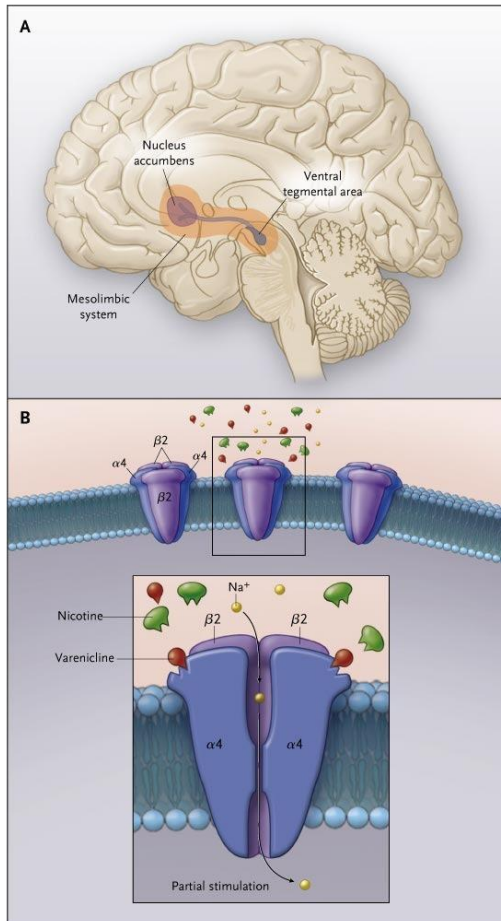 A
Nucleus
accumbens
Ventral
tegmental area
Mesolimbic
system
B
β2
α4
α4
β2
Na⁺
Nicotine
β2
β2
Varenicline
α4
α4
Partial stimulation